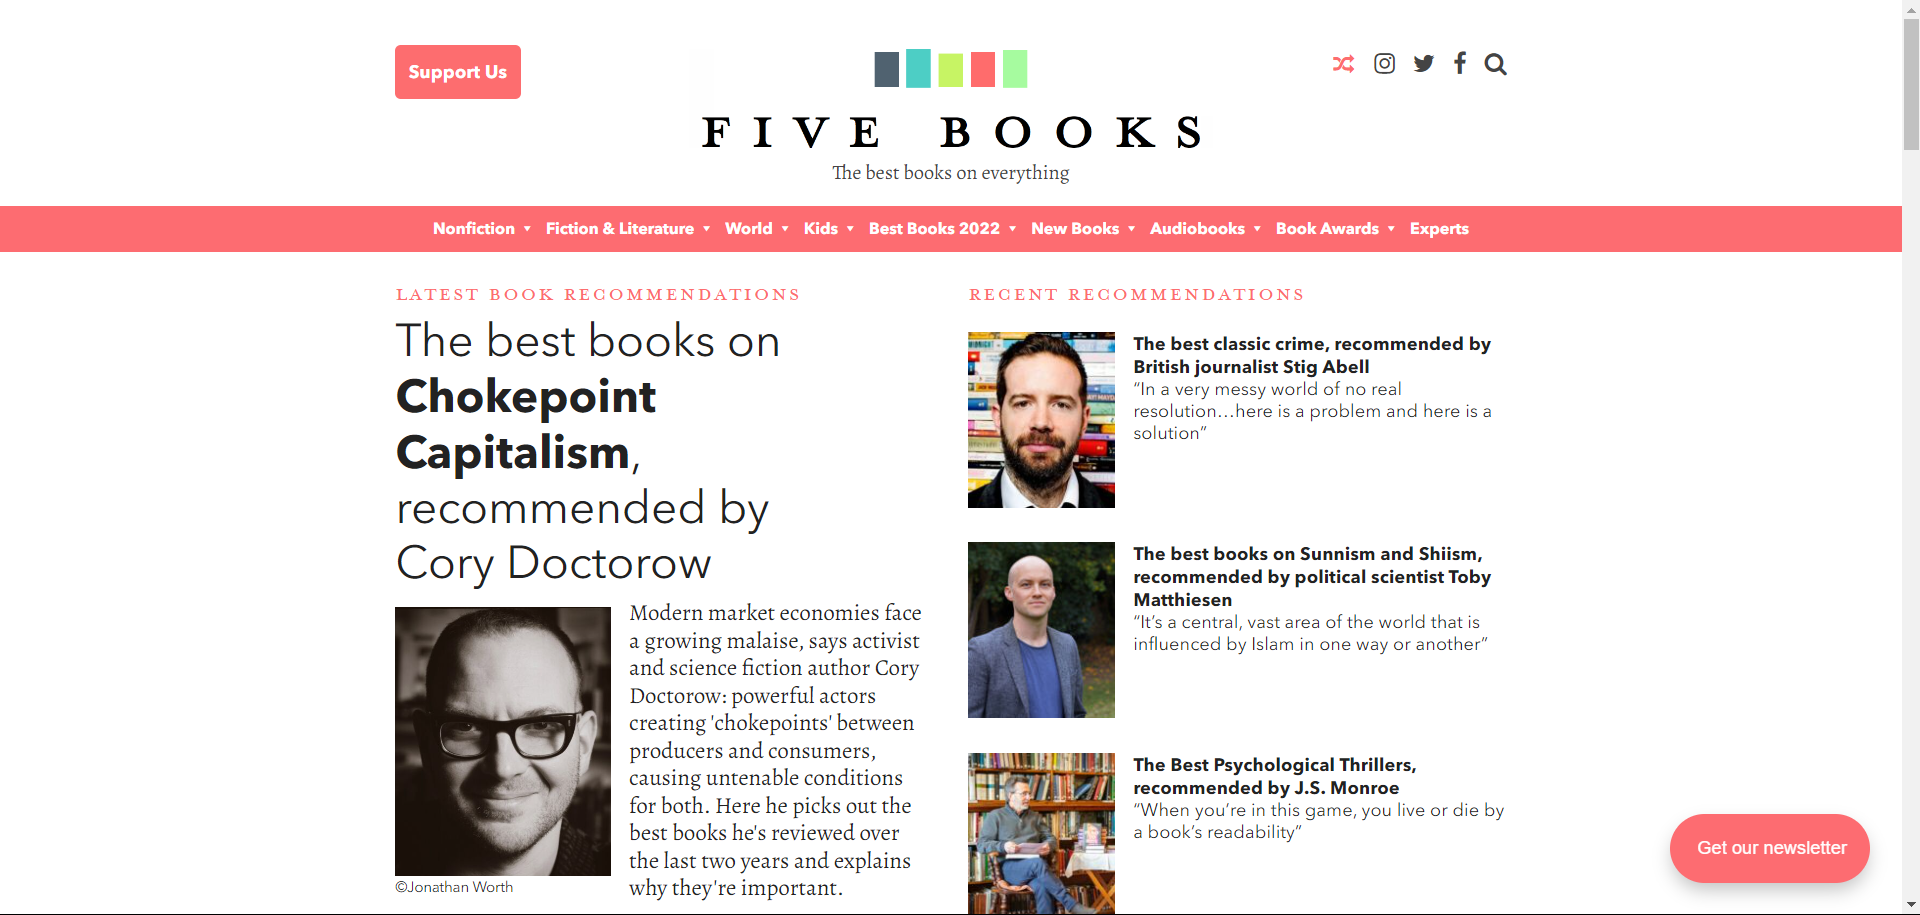 Support Us
FIVE BOOKS
The best books on everything
Nonfiction Fiction & Literature World Kids Best Books 2022 New Books Audiobooks Book Awards Experts
LATEST BOOK RECOMMENDATIONS
The best books on
Chokepoint
Capitalism,
recommended by
Cory Doctorow
Modern market economies face
a growing malaise, says activist
and science fiction author Cory
Doctorow: powerful actors
creating 'chokepoints' between
producers and consumers,
causing untenable conditions
for both. Here he picks out the
best books he's reviewed over
the last two years and explains
why they're important.
©Jonathan Worth
RECENT RECOMMENDATIONS
The best classic crime, recommended by
British journalist Stig Abell
“In a very messy world of no real
resolution…here is a problem and here is a
solution”
The best books on Sunnism and Shiism,
recommended by political scientist Toby
Matthiesen
“It’s a central, vast area of the world that is
influenced by Islam in one way or another”
The Best Psychological Thrillers,
recommended by J.S. Monroe
“When you’re in this game, you live or die by
a book’s readability”
Get our newsletter